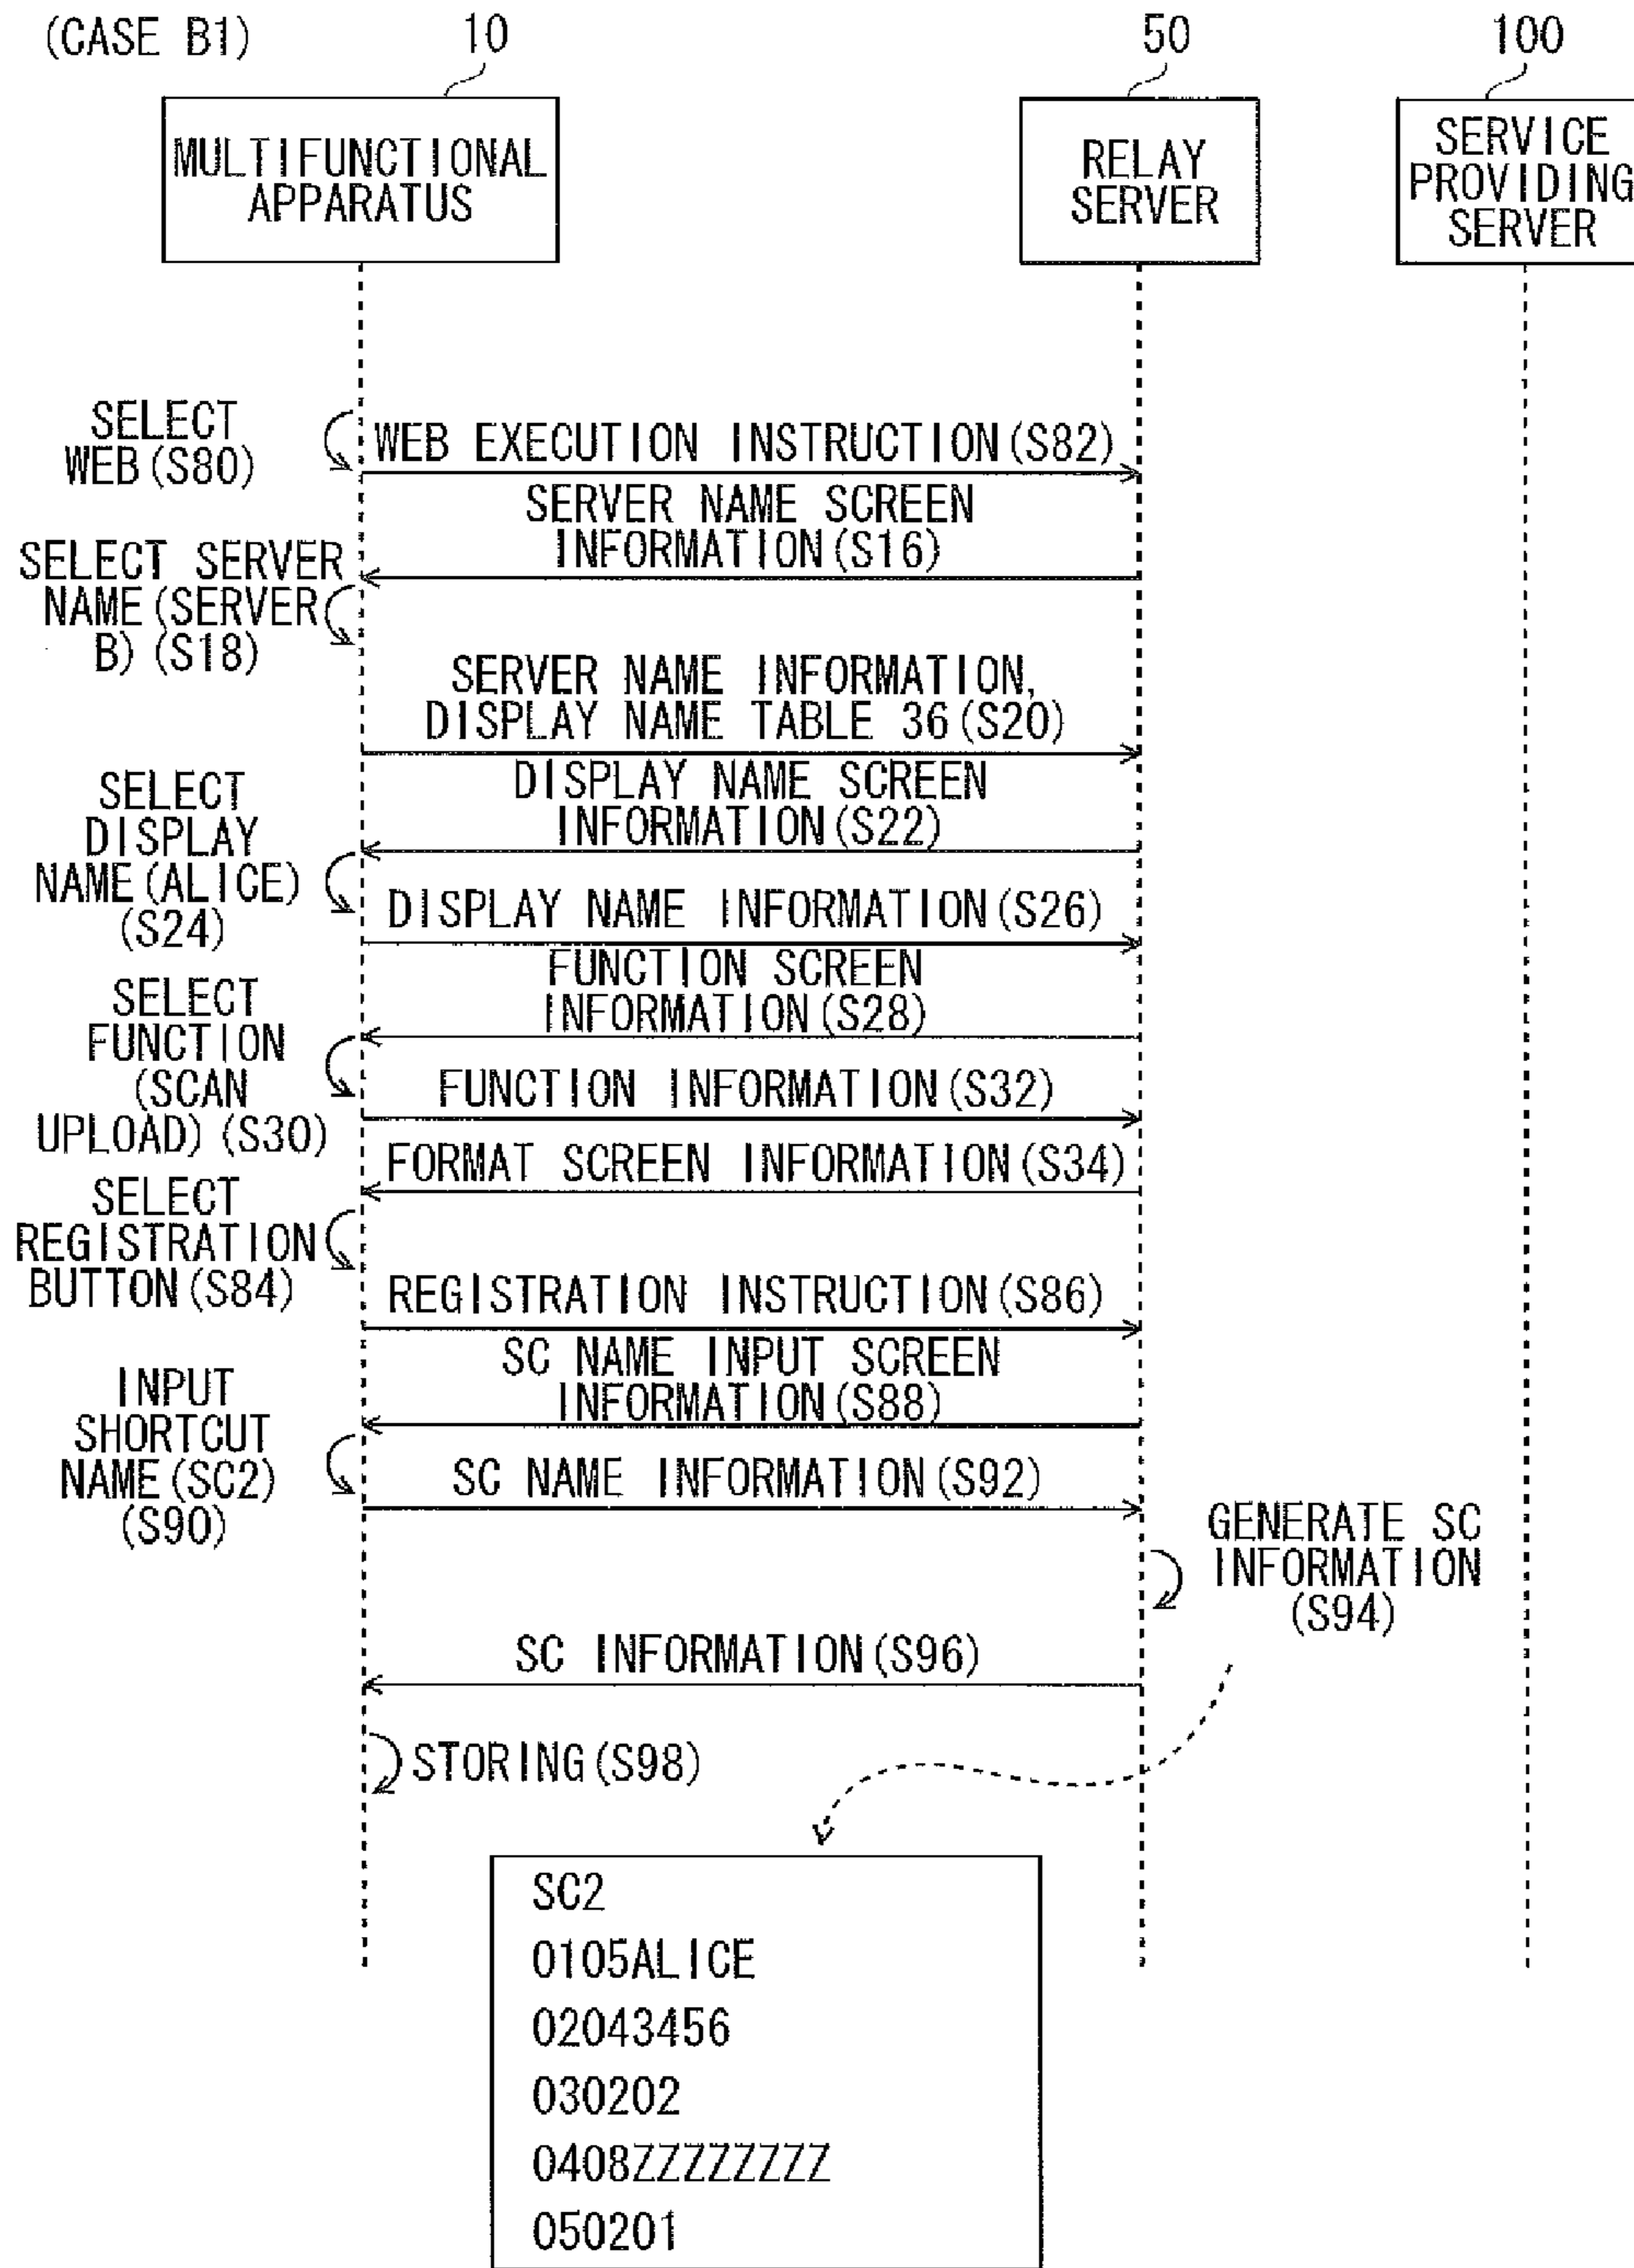 (CASE B1)
10
50
100
MULTIFUNCTIONAL
APPARATUS
RELAY
SERVER
SERVICE
PROVIDING
SERVER
SELECT
WEB(S80)
WEB EXECUTION INSTRUCTION(S82)
SERVER NAME SCREEN
INFORMATION(S16)
SELECT SERVER
NAME(SERVER
B)(S18)
SERVER NAME INFORMATION,
DISPLAY NAME TABLE 36(S20)
DISPLAY NAME SCREEN
INFORMATION(S22)
SELECT
DISPLAY
NAME(ALICE)
(S24)
DISPLAY NAME INFORMATION(S26)
FUNCTION SCREEN
INFORMATION(S28)
SELECT
FUNCTION
(SCAN
UPLOAD)(S30)
FUNCTION INFORMATION(S32)
FORMAT SCREEN INFORMATION(S34)
SELECT
REGISTRATION
BUTTON(S84)
REGISTRATION INSTRUCTION(S86)
SC NAME INPUT SCREEN
INFORMATION(S88)
INPUT
SHORTCUT
NAME(SC2)
(S90)
SC NAME INFORMATION(S92)
GENERATE SC
INFORMATION
(S94)
SC INFORMATION(S96)
STORING(S98)
SC2
0105ALICE
02043456
030202
0408ZZZZZZZZ
050201